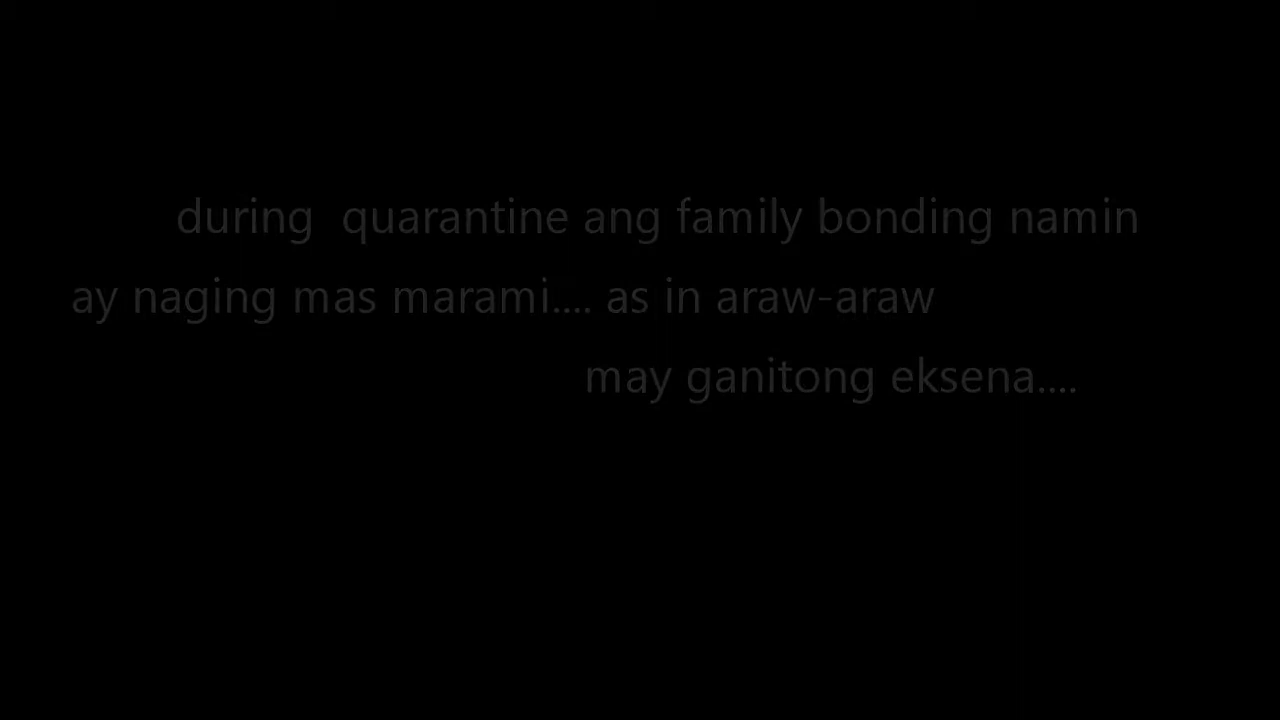 during  quarantine ang family bonding namin
ay naging mas marami.... as in araw-araw
may ganitong eksena....